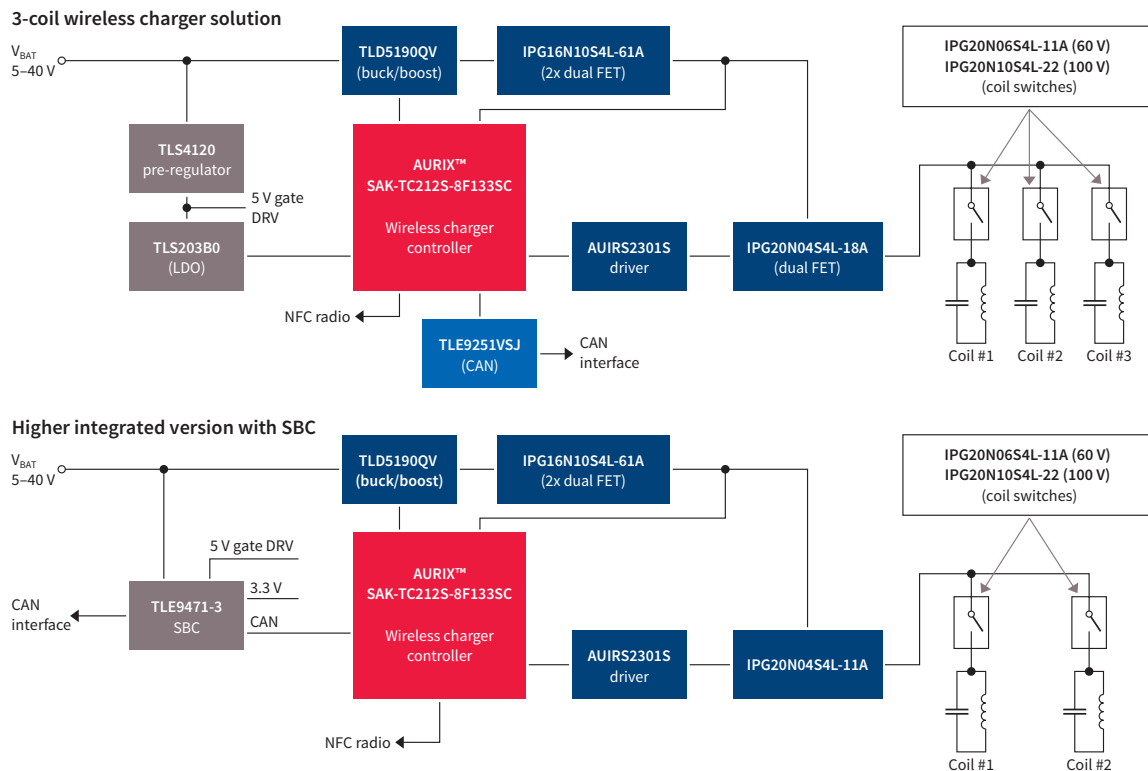 3-coil wireless charger solution
VBAT
5–40 V
TLD5190QV
(buck/boost)
IPG16N10S4L-61A
(2x dual FET)
IPG20N06S4L-11A (60 V)
IPG20N10S4L-22 (100 V)
(coil switches)
TLS4120
pre-regulator
5 V gate
DRV
TLS203B0
(LDO)
AURIX™
SAK-TC212S-8F133SC
Wireless charger
controller
AUIRS2301S
driver
IPG20N04S4L-18A
(dual FET)
NFC radio
TLE9251VSJ
(CAN)
CAN
interface
Coil #1
Coil #2
Coil #3
Higher integrated version with SBC
VBAT
5–40 V
TLD5190QV
(buck/boost)
IPG16N10S4L-61A
(2x dual FET)
IPG20N06S4L-11A (60 V)
IPG20N10S4L-22 (100 V)
(coil switches)
5 V gate DRV
3.3 V
CAN
CAN
interface
TLE9471-3
SBC
AURIX™
SAK-TC212S-8F133SC
Wireless charger
controller
AUIRS2301S
driver
IPG20N04S4L-11A
NFC radio
Coil #1
Coil #2